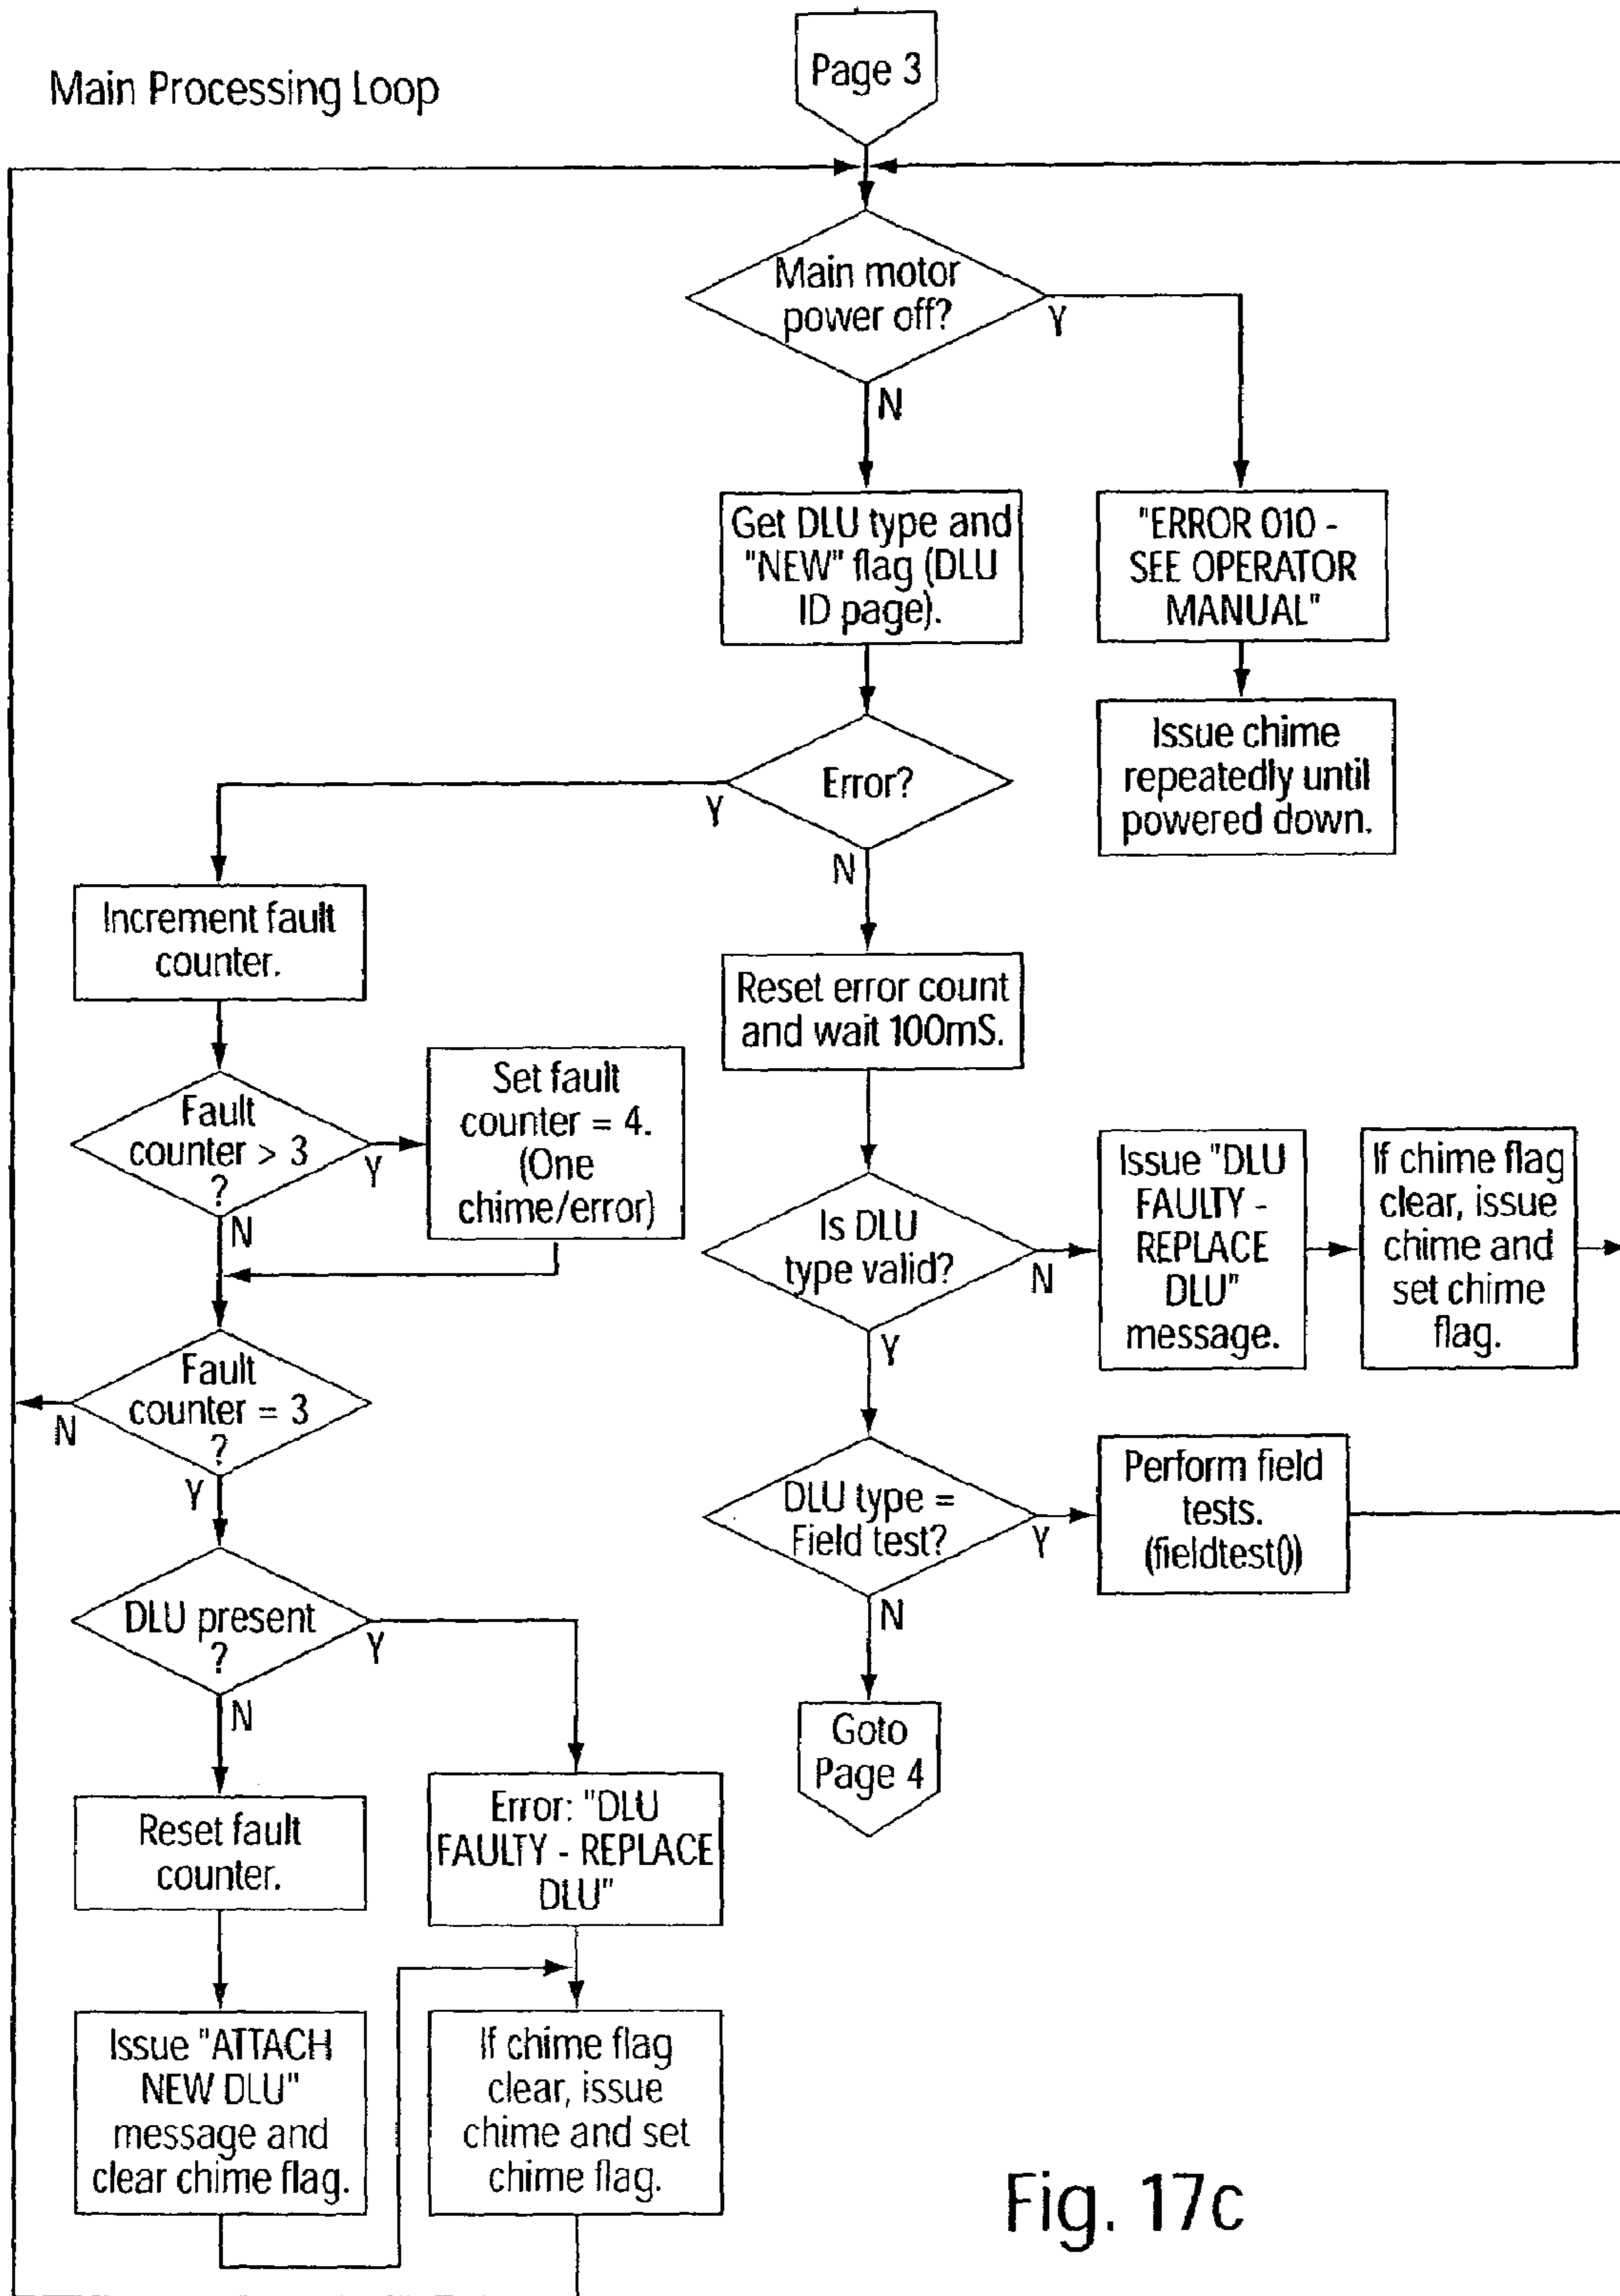 Main Processing Loop
Page 3
Main motor
power off?
Y
N
Get DLU type and
"NEW" flag (DLU
ID page).
"ERROR 010 -
SEE OPERATOR
MANUAL"
Issue chime
repeatedly until
powered down.
Error?
Y
N
Increment fault
counter.
Reset error count
and wait 100mS.
Fault
counter > 3
?
Y
N
Set fault
counter = 4.
(One
chime/error)
Is DLU
type valid?
N
Y
Issue "DLU
FAULTY -
REPLACE
DLU"
message.
If chime flag
clear, issue
chime and
set chime
flag.
Fault
counter = 3
?
N
Y
DLU type =
Field test?
Y
N
Perform field
tests.
(fieldtest())
DLU present
?
Y
N
Goto
Page 4
Reset fault
counter.
Error: "DLU
FAULTY - REPLACE
DLU"
Issue "ATTACH
NEW DLU"
message and
clear chime flag.
If chime flag
clear, issue
chime and set
chime flag.
Fig. 17c